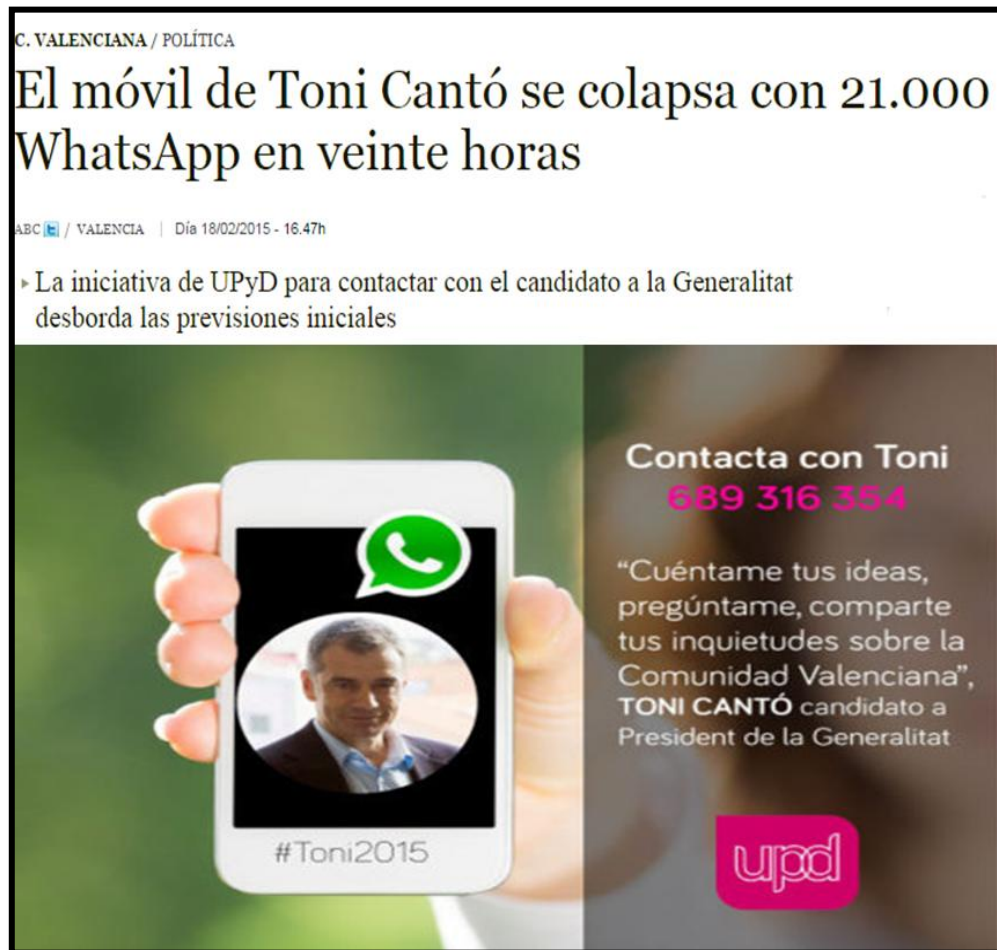 C. VALENCIANA / POLÍTICA
El móvil de Toni Cantó se colapsa con 21.000
WhatsApp en veinte horas
ABC / VALENCIA | Día 18/02/2015 - 16.47h
La iniciativa de UPyD para contactar con el candidato a la Generalitat
desborda las previsiones iniciales
#Toni2015
Contacta con Toni
689 316 354
“Cuéntame tus ideas,
pregúntame, comparte
tus inquietudes sobre la
Comunidad Valenciana”,
TONI CANTÓ candidato a
President de la Generalitat
upd